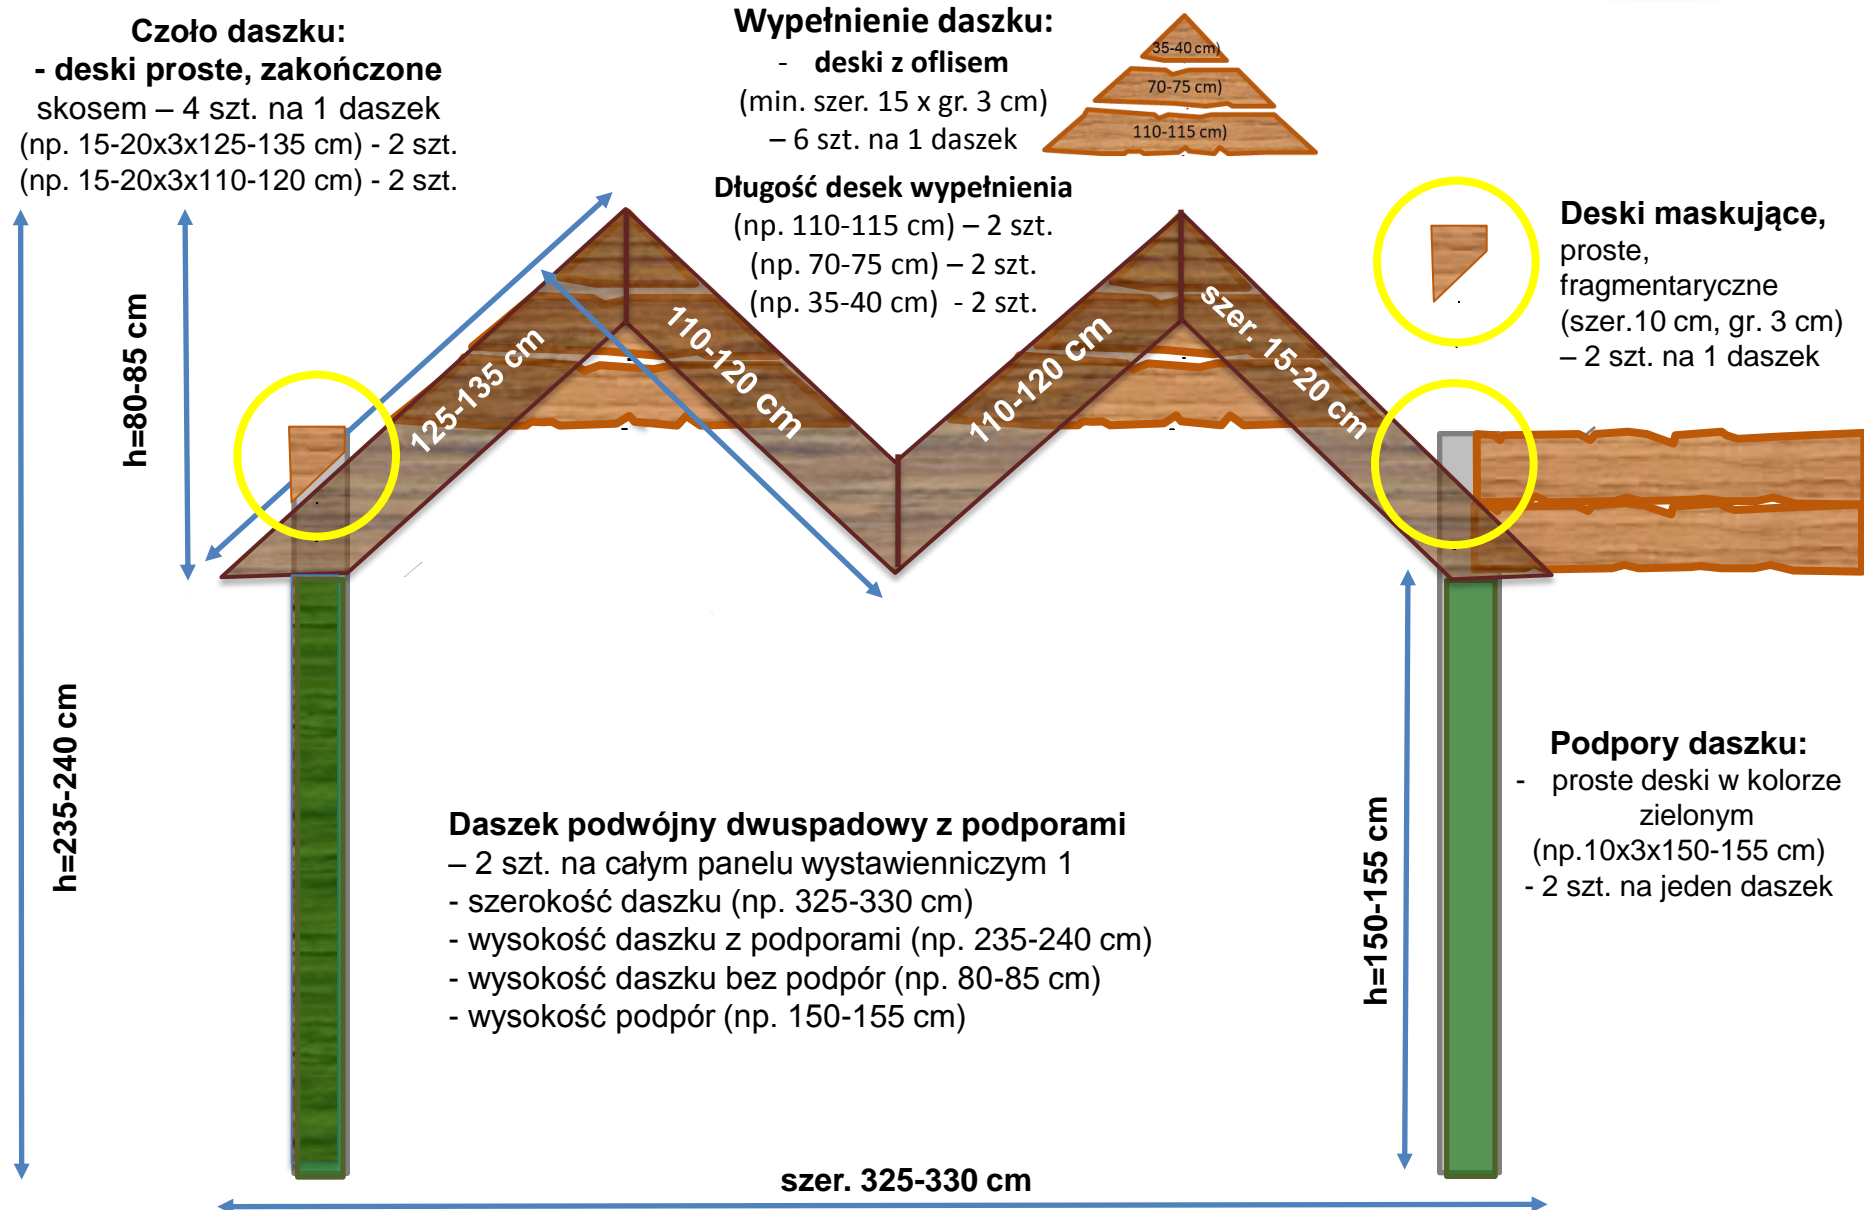 Czoło daszku:
- deski proste, zakończone
skosem – 4 szt. na 1 daszek
(np. 15-20x3x125-135 cm) - 2 szt.
(np. 15-20x3x110-120 cm) - 2 szt.
Wypełnienie daszku:
- deski z oflisem
(min. szer. 15 x gr. 3 cm)
– 6 szt. na 1 daszek
35-40 cm)
70-75 cm)
110-115 cm)
Długość desek wypełnienia
(np. 110-115 cm) – 2 szt.
(np. 70-75 cm) – 2 szt.
(np. 35-40 cm) - 2 szt.
Deski maskujące,
proste,
fragmentaryczne
(szer.10 cm, gr. 3 cm)
– 2 szt. na 1 daszek
h=80-85 cm
125-135 cm
110-120 cm
110-120 cm
szer. 15-20 cm
h=235-240 cm
Daszek podwójny dwuspadowy z podporami
– 2 szt. na całym panelu wystawienniczym 1
- szerokość daszku (np. 325-330 cm)
- wysokość daszku z podporami (np. 235-240 cm)
- wysokość daszku bez podpór (np. 80-85 cm)
- wysokość podpór (np. 150-155 cm)
h=150-155 cm
Podpory daszku:
- proste deski w kolorze
zielonym
(np.10x3x150-155 cm)
- 2 szt. na jeden daszek
szer. 325-330 cm